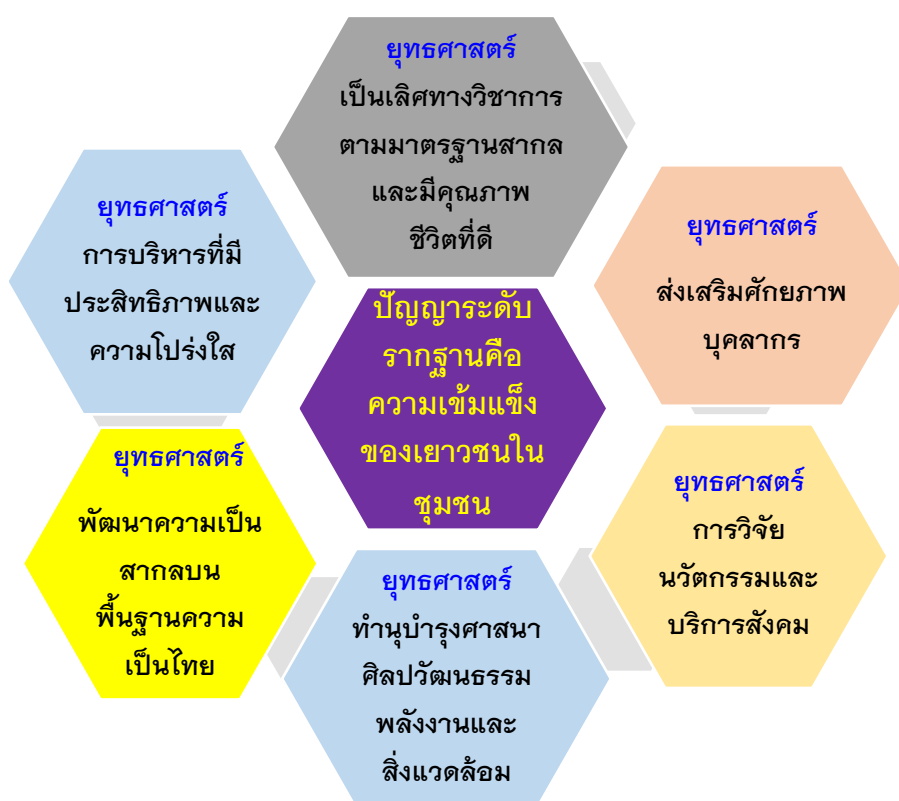 ยุทธศาสตร์
เป็นเลิศทางวิชาการ
ตามมาตรฐานสากล
และมีคุณภาพ
ชีวิตที่ดี
ยุทธศาสตร์
ส่งเสริมศักยภาพ
บุคลากร
ยุทธศาสตร์
การวิจัย
นวัตกรรมและ
บริการสังคม
ยุทธศาสตร์
ทำนุบำรุงศาสนา
ศิลปวัฒนธรรม
พลังงานและ
สิ่งแวดล้อม
ยุทธศาสตร์
พัฒนาความเป็น
สากลบน
พื้นฐานความ
เป็นไทย
ยุทธศาสตร์
การบริหารที่มี
ประสิทธิภาพและ
ความโปร่งใส
ปัญญาระดับ
รากฐานคือ
ความเข้มแข็ง
ของเยาวชนใน
ชุมชน